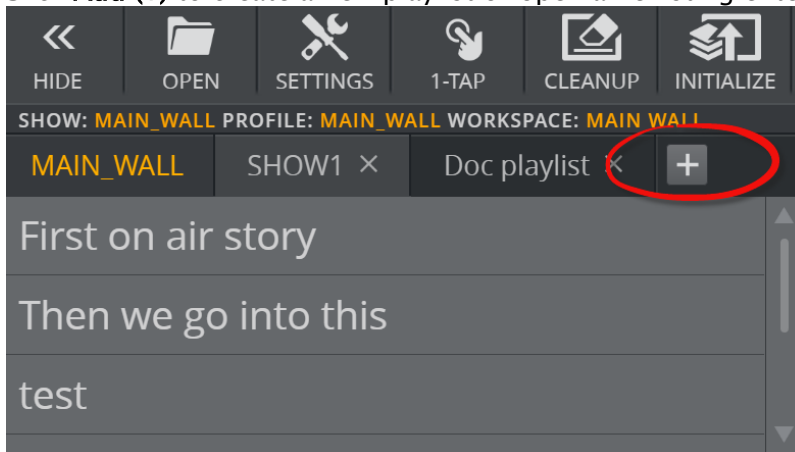 HIDE OPEN SETTINGS 1-TAP CLEANUP INITIALIZE
SHOW: MAIN_WALL PROFILE: MAIN_WALL WORKSPACE: MAIN WALL
MAIN_WALL SHOW1 × Doc playlist × +
First on air story
Then we go into this
test